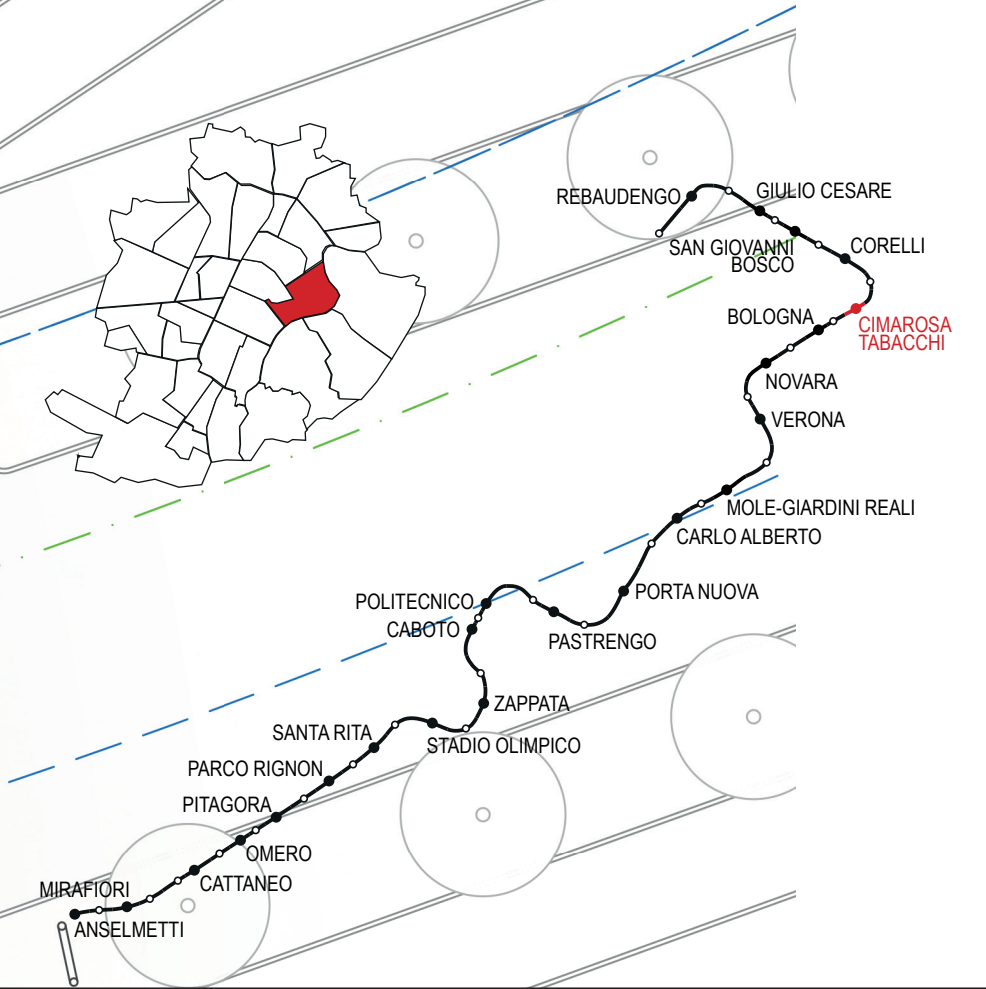 REBAUDENGO
GIULIO CESARE
SAN GIOVANNI
BOSCO
CORELLI
CIMAROSA
TABACCHI
BOLOGNA
NOVARA
VERONA
MOLE-GIARDINI REALI
CARLO ALBERTO
PORTA NUOVA
PASTRENGO
POLITECNICO
CABOTO
ZAPPATA
STADIO OLIMPICO
SANTA RITA
PARCO RIGNON
PITAGORA
OMERO
CATTANEO
MIRAFIORI
ANSELMETTI